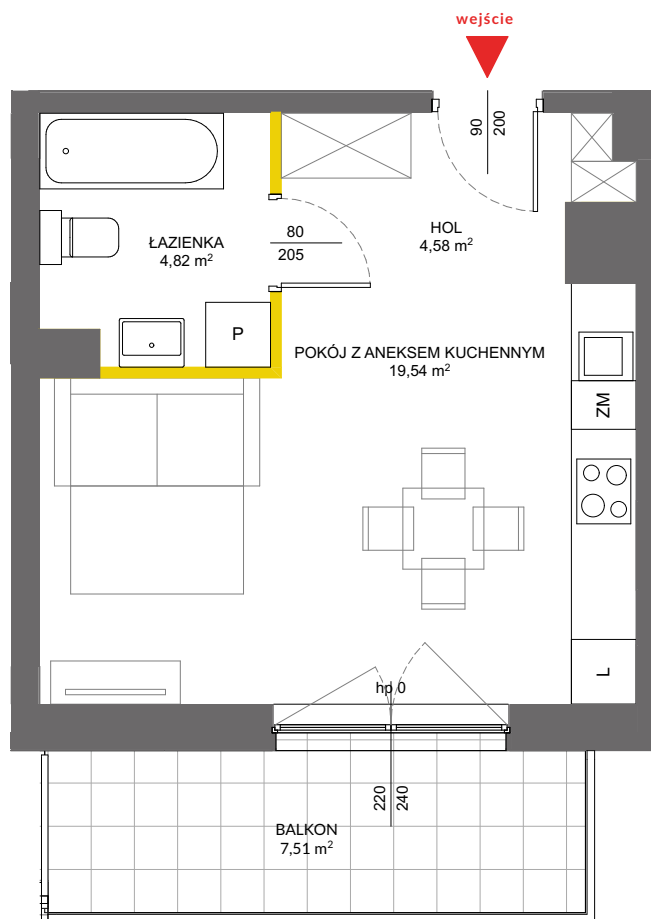 wejście
90
200
ŁAZIENKA
4,82 m²
80
205
HOL
4,58 m²
P
POKÓJ Z ANEKSEM KUCHENNYM
19,54 m²
ZM
L
hp 0
220
240
BALKON
7,51 m²